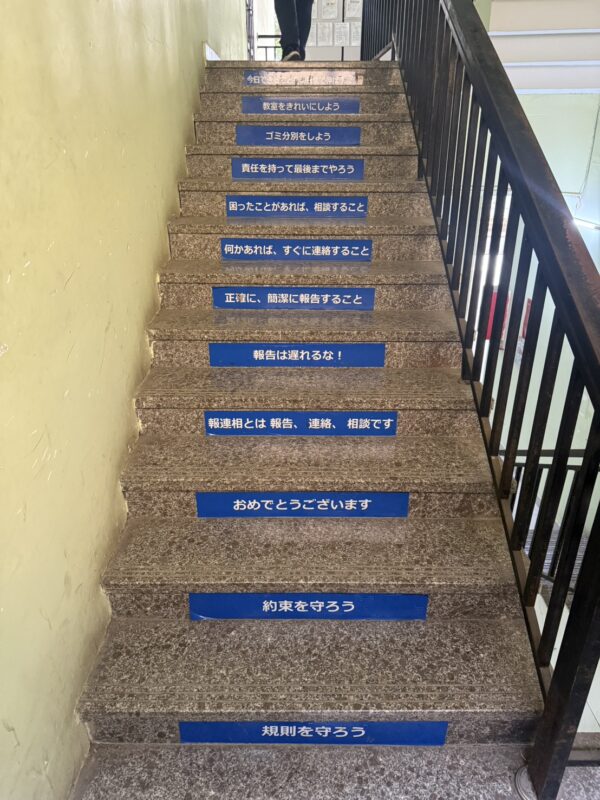 今日で
教室をきれいにしよう
ゴミ分別をしよう
責任を持って最後までやろう
困ったことがあれば、相談すること
何かあれば、すぐに連絡すること
正確に、簡潔に報告すること
報告は遅れるな！
報連相とは 報告、 連絡、 相談です
おめでとうございます
約束を守ろう
規則を守ろう